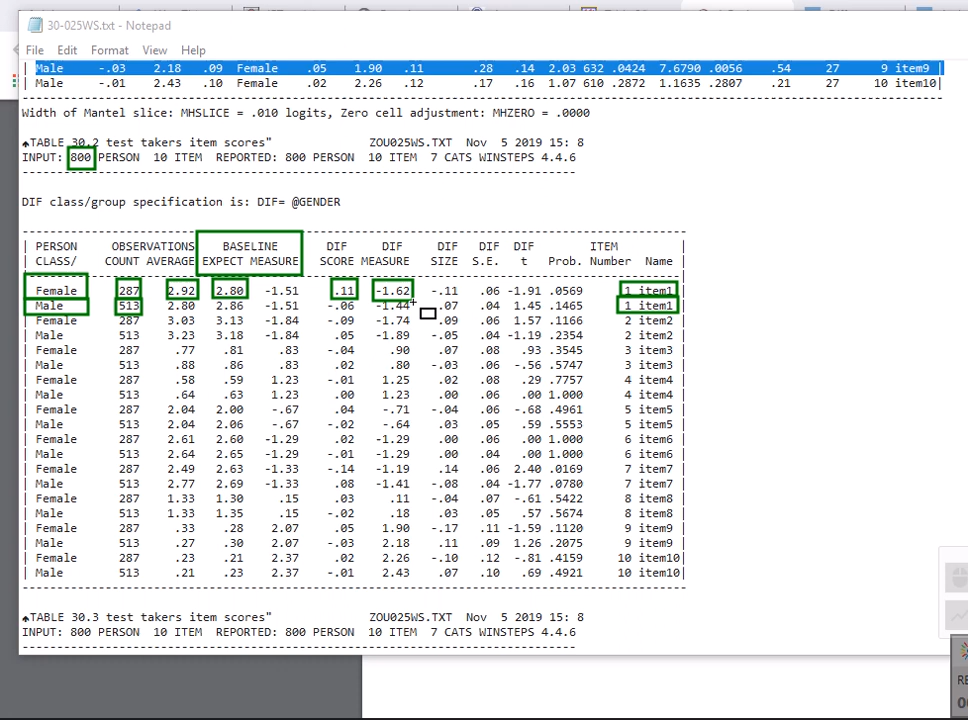 30-025WS.txt - Notepad
File Edit Format View Help
| Male -.03 2.18 .09 Female .05 1.90 .11 .28 .14 2.03 632 .0424 7.6790 .0056 .54 27 9 item9 |
| Male -.01 2.43 .10 Female .02 2.26 .12 .17 .16 1.07 610 .2872 1.1635 .2807 .21 27 10 item10|
Width of Mantel slice: MHSLICE = .010 logits, Zero cell adjustment: MHZERO = .0000
TABLE 30.2 test takers item scores" ZOU025WS.TXT Nov 5 2019 15: 8
INPUT: 800 PERSON 10 ITEM REPORTED: 800 PERSON 10 ITEM 7 CATS WINSTEPS 4.4.6
DIF class/group specification is: DIF= @GENDER
| PERSON OBSERVATIONS BASELINE DIF DIF DIF DIF DIF ITEM |
| CLASS/ COUNT AVERAGE EXPECT MEASURE SCORE MEASURE SIZE S.E. t Prob. Number Name |
| Female 287 2.92 2.80 -1.51 .11 -1.62 -.11 .06 -1.91 .0569 1 item1 |
| Male 513 2.80 2.86 -1.51 -.06 -1.44 .07 .04 1.45 .1465 1 item1 |
| Female 287 3.03 3.13 -1.84 -.09 -1.74 .09 .06 1.57 .1166 2 item2 |
| Male 513 3.23 3.18 -1.84 .05 -1.89 -.05 .04 -1.19 .2354 2 item2 |
| Female 287 .77 .81 .83 -.04 .90 .07 .08 .93 .3545 3 item3 |
| Male 513 .88 .86 .83 .02 .80 -.03 .06 -.56 .5747 3 item3 |
| Female 287 .58 .59 1.23 -.01 1.25 .02 .08 .29 .7757 4 item4 |
| Male 513 .64 .63 1.23 .00 1.23 .00 .06 .00 1.000 4 item4 |
| Female 287 2.04 2.00 -.67 .04 -.71 -.04 .06 -.68 .4961 5 item5 |
| Male 513 2.04 2.06 -.67 -.02 -.64 .03 .05 .59 .5553 5 item5 |
| Female 287 2.61 2.60 -1.29 .02 -1.29 .00 .06 .00 1.000 6 item6 |
| Male 513 2.64 2.65 -1.29 -.01 -1.29 .00 .04 .00 1.000 6 item6 |
| Female 287 2.49 2.63 -1.33 -.14 -1.19 .14 .06 2.40 .0169 7 item7 |
| Male 513 2.77 2.69 -1.33 .08 -1.41 -.08 .04 -1.77 .0780 7 item7 |
| Female 287 1.33 1.30 .15 .03 .11 -.04 .07 -.61 .5422 8 item8 |
| Male 513 1.33 1.35 .15 -.02 .18 .03 .05 .57 .5674 8 item8 |
| Female 287 .33 .28 2.07 .05 1.90 -.17 .11 -1.59 .1120 9 item9 |
| Male 513 .27 .30 2.07 -.03 2.18 .11 .09 1.26 .2075 9 item9 |
| Female 287 .23 .21 2.37 .02 2.26 -.10 .12 -.81 .4159 10 item10|
| Male 513 .21 .23 2.37 -.01 2.43 .07 .10 .69 .4921 10 item10|
TABLE 30.3 test takers item scores" ZOU025WS.TXT Nov 5 2019 15: 8
INPUT: 800 PERSON 10 ITEM REPORTED: 800 PERSON 10 ITEM 7 CATS WINSTEPS 4.4.6